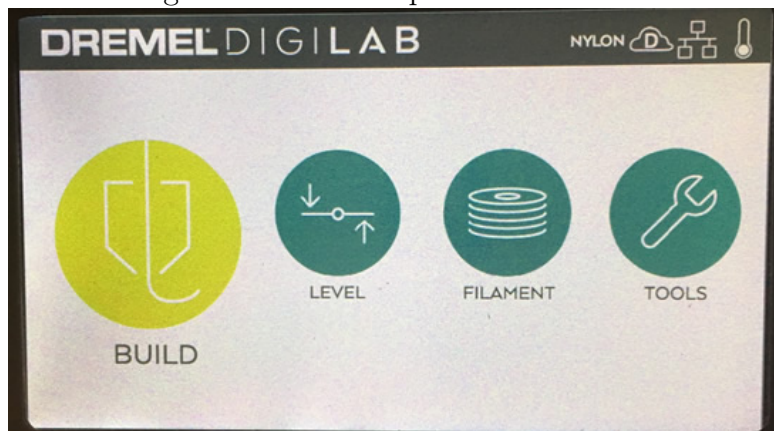 DREMEL DIGILAB
NYLON D
LEVEL
FILAMENT
TOOLS
BUILD